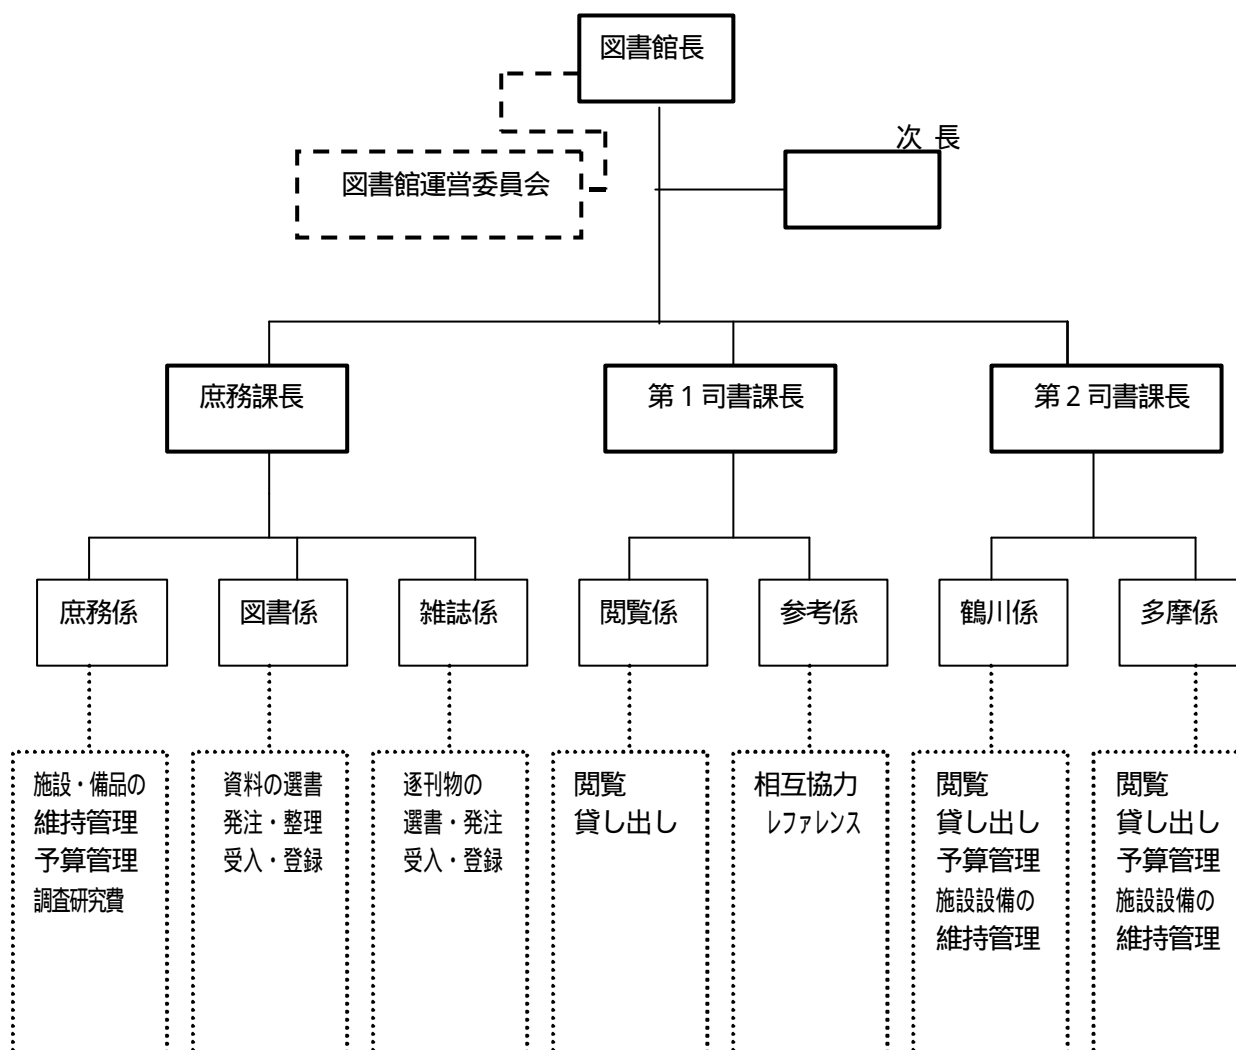 図書館長
次 長
図書館運営委員会
庶務課長
第1司書課長
第2司書課長
庶務係
図書係
雑誌係
閲覧係
参考係
鶴川係
多摩係
施設・備品の
維持管理
予算管理
調査研究費
資料の選書
発注・整理
受入・登録
逐刊物の
選書・発注
受入・登録
閲覧
貸し出し
相互協力
レファレンス
閲覧
貸し出し
予算管理
施設設備の
維持管理
閲覧
貸し出し
予算管理
施設設備の
維持管理